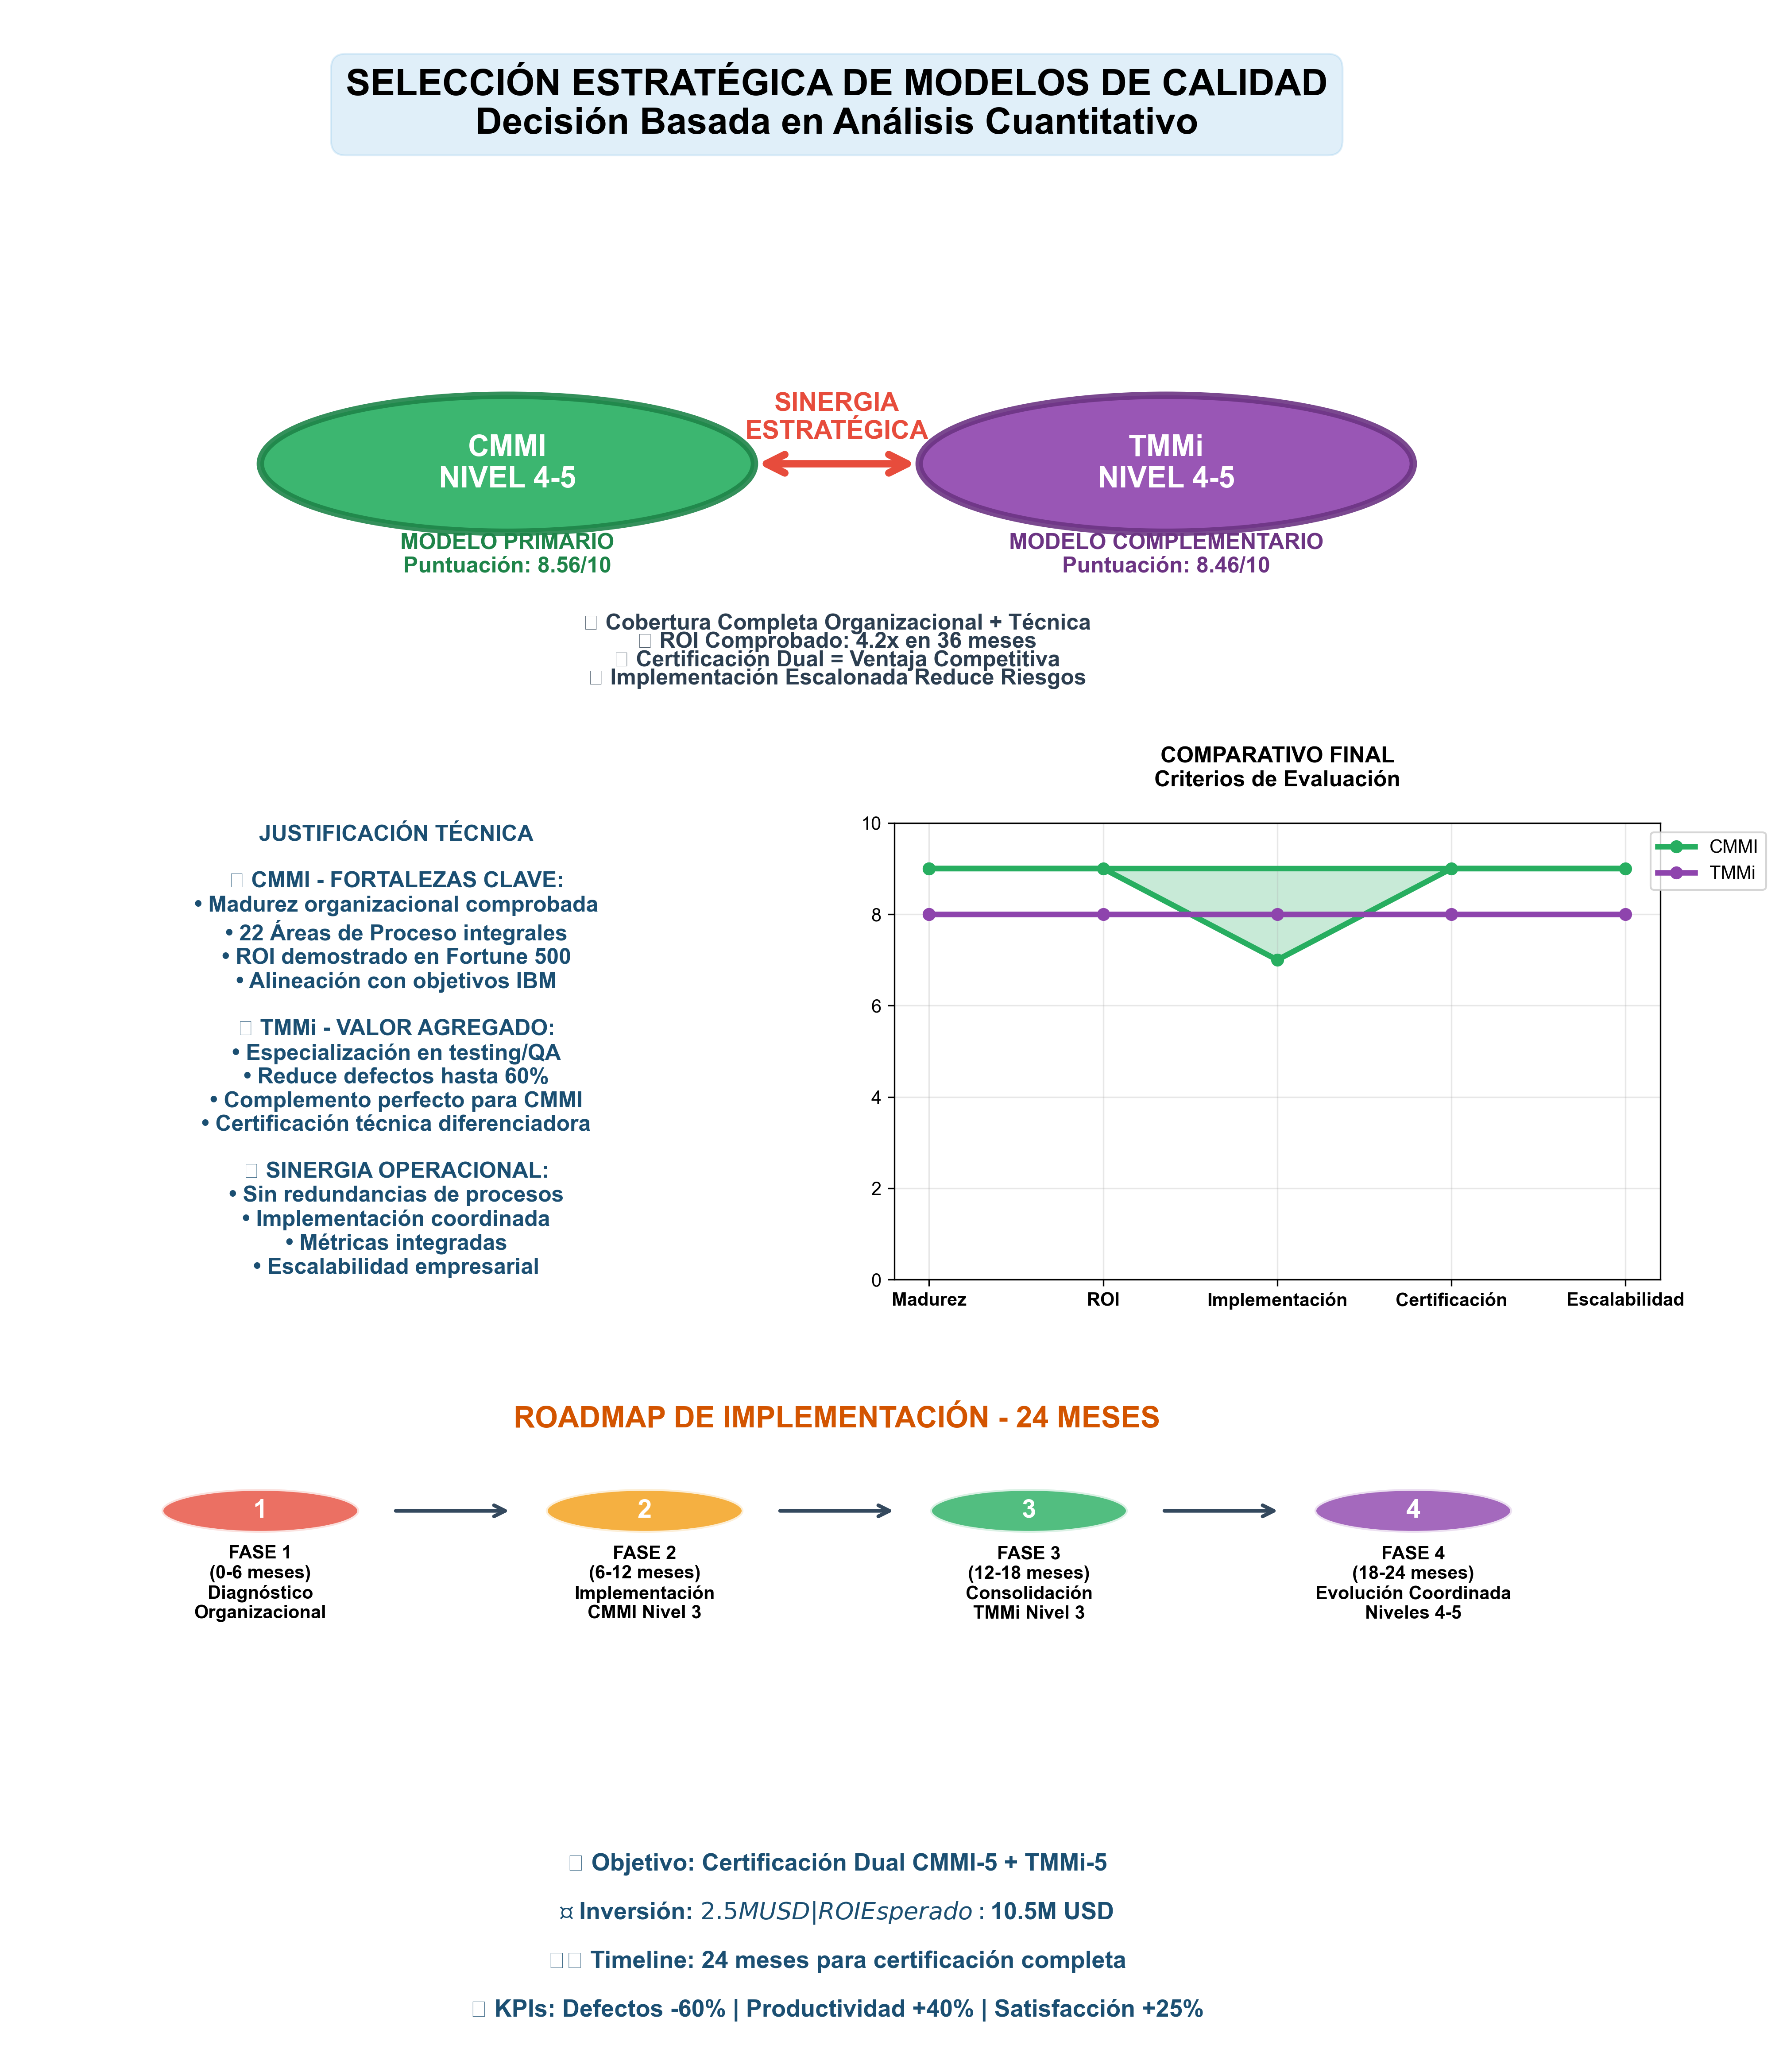 SELECCIÓN ESTRATÉGICA DE MODELOS DE CALIDAD
Decisión Basada en Análisis Cuantitativo
SINERGIA
ESTRATÉGICA
CMMI
NIVEL 4-5
TMMi
NIVEL 4-5
MODELO PRIMARIO
Puntuación: 8.56/10
MODELO COMPLEMENTARIO
Puntuación: 8.46/10
Cobertura Completa Organizacional + Técnica
ROI Comprobado: 4.2x en 36 meses
Certificación Dual = Ventaja Competitiva
Implementación Escalonada Reduce Riesgos
JUSTIFICACIÓN TÉCNICA
CMMI - FORTALEZAS CLAVE:
• Madurez organizacional comprobada
• 22 Áreas de Proceso integrales
• ROI demostrado en Fortune 500
• Alineación con objetivos IBM
TMMi - VALOR AGREGADO:
• Especialización en testing/QA
• Reduce defectos hasta 60%
• Complemento perfecto para CMMI
• Certificación técnica diferenciadora
SINERGIA OPERACIONAL:
• Sin redundancias de procesos
• Implementación coordinada
• Métricas integradas
• Escalabilidad empresarial
COMPARATIVO FINAL
Criterios de Evaluación
10
8
6
4
2
0
Madurez
ROI
Implementación
Certificación
Escalabilidad
CMMI
TMMi
ROADMAP DE IMPLEMENTACIÓN - 24 MESES
1
2
3
4
FASE 1
(0-6 meses)
Diagnóstico
Organizacional
FASE 2
(6-12 meses)
Implementación
CMMI Nivel 3
FASE 3
(12-18 meses)
Consolidación
TMMi Nivel 3
FASE 4
(18-24 meses)
Evolución Coordinada
Niveles 4-5
Objetivo: Certificación Dual CMMI-5 + TMMi-5
Inversión: 2.5MUSD|ROIEsperado : 10.5M USD
Timeline: 24 meses para certificación completa
KPIs: Defectos -60% | Productividad +40% | Satisfacción +25%